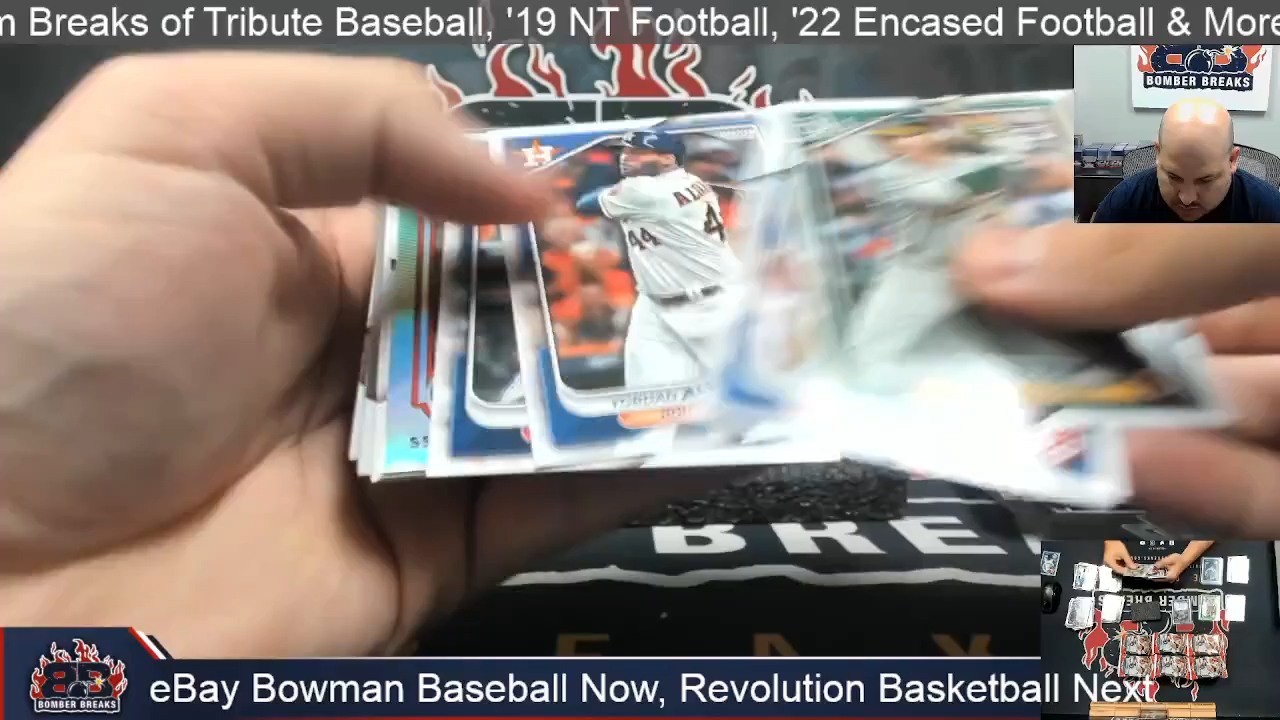 m Breaks of Tribute Baseball, '19 NT Football, '22 Encased Football & More
BOMBER BREAKS
44
BRE
BOMBER BREAKS
eBay Bowman Baseball Now, Revolution Basketball Next